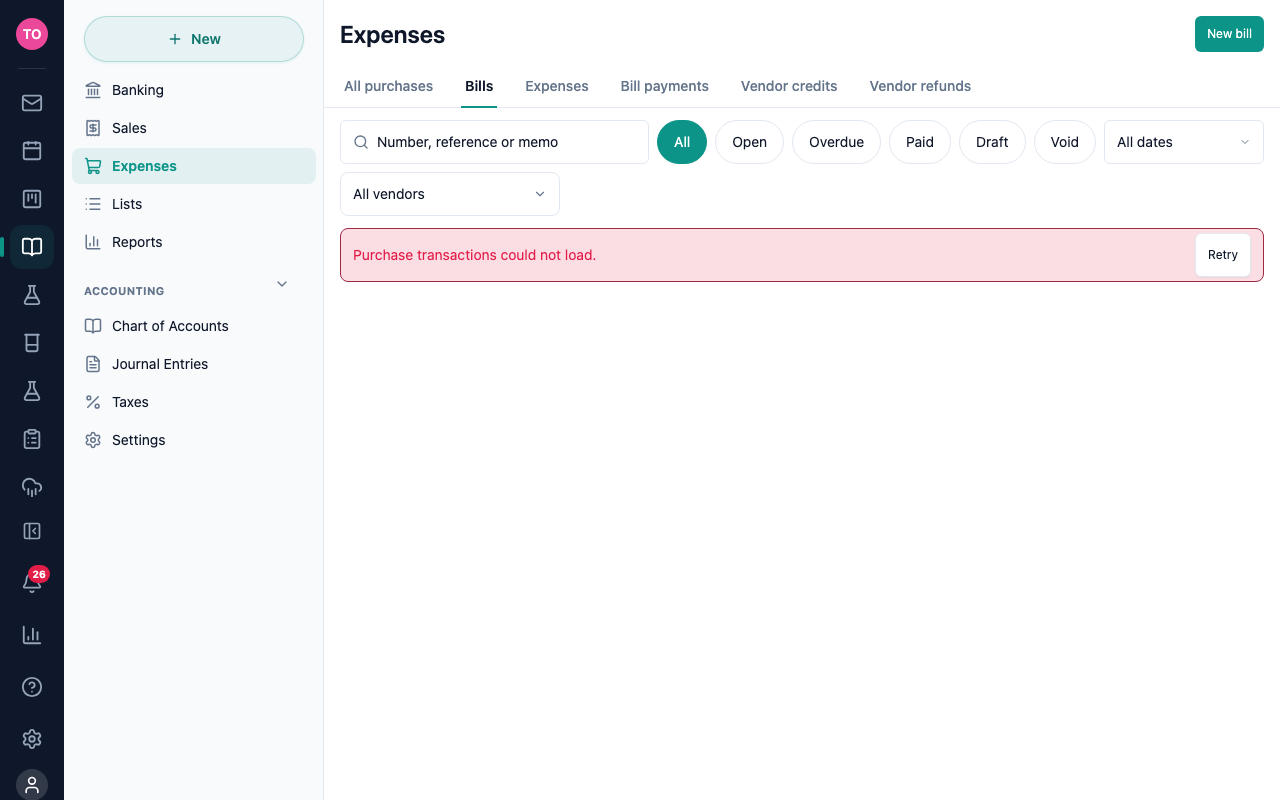 TO
New
Banking
Sales
Expenses
Lists
Reports
ACCOUNTING
Chart of Accounts
Journal Entries
Taxes
Settings
26
Expenses
New bill
All purchases Bills Expenses Bill payments Vendor credits Vendor refunds
Number, reference or memo All Open Overdue Paid Draft Void All dates
All vendors
Purchase transactions could not load. Retry